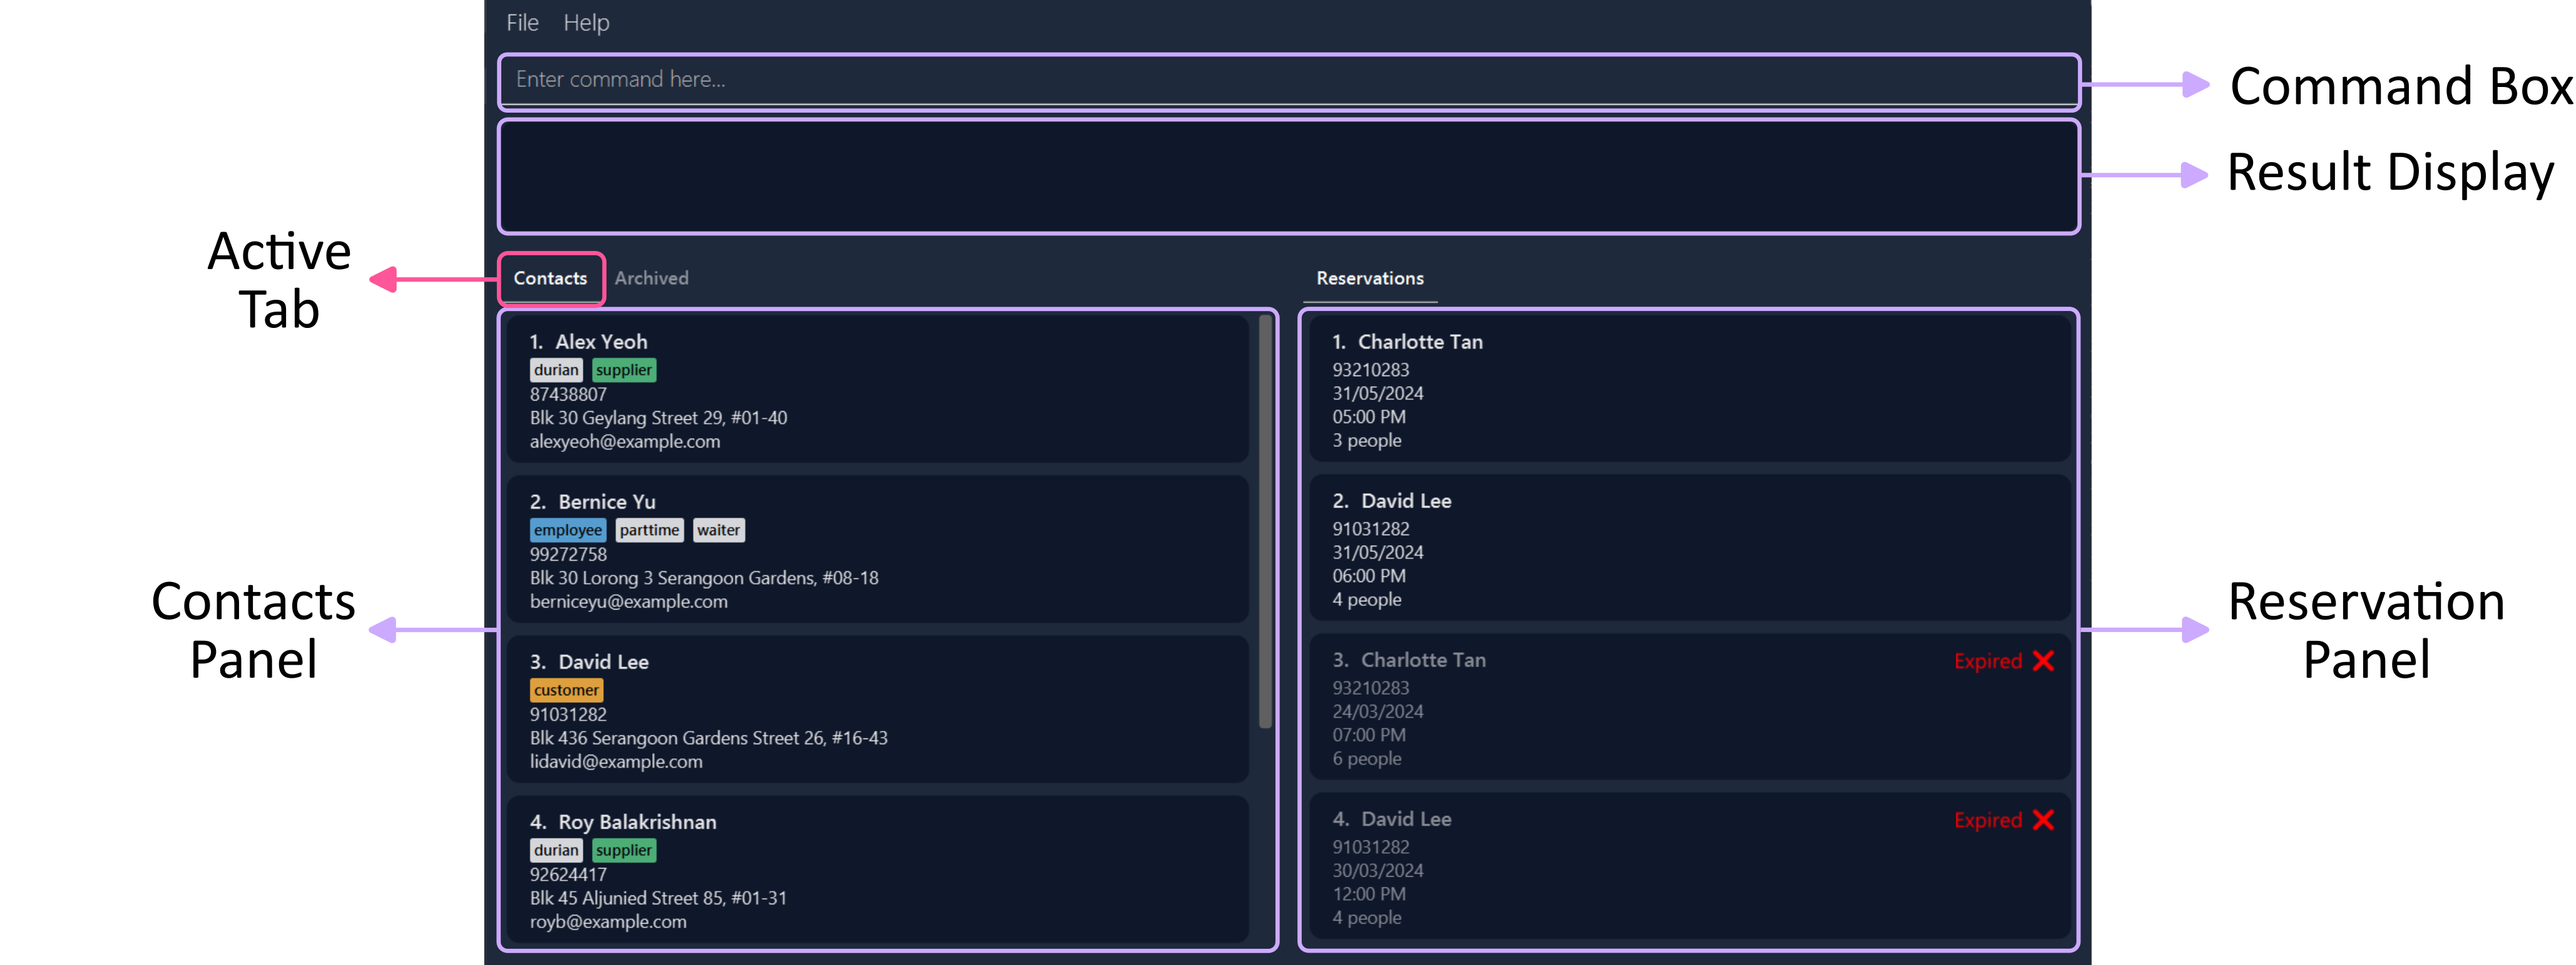 File Help
Enter command here...
Command Box
Result Display
Active
Tab
Contacts Archived
Reservations
1. Alex Yeoh
durian supplier
87438807
Blk 30 Geylang Street 29, #01-40
alexyeoh@example.com
2. Bernice Yu
employee parttime waiter
99272758
Blk 30 Lorong 3 Serangoon Gardens, #08-18
berniceyu@example.com
3. David Lee
customer
91031282
Blk 436 Serangoon Gardens Street 26, #16-43
lidavid@example.com
4. Roy Balakrishnan
durian supplier
92624417
Blk 45 Aljunied Street 85, #01-31
royb@example.com
Contacts
Panel
1. Charlotte Tan
93210283
31/05/2024
05:00 PM
3 people
2. David Lee
91031282
31/05/2024
06:00 PM
4 people
3. Charlotte Tan Expired
93210283
24/03/2024
07:00 PM
6 people
4. David Lee Expired
91031282
30/03/2024
12:00 PM
4 people
Reservation
Panel